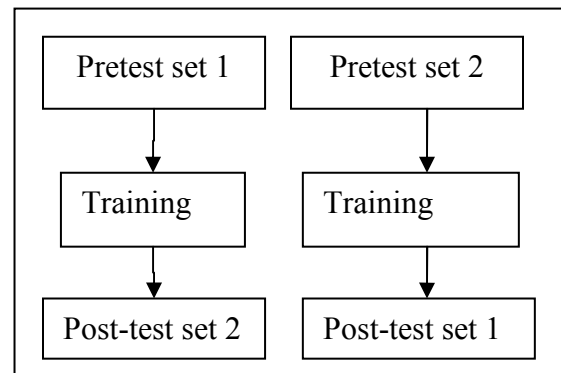 Pretest set 1
Pretest set 2
Training
Training
Post-test set 2
Post-test set 1